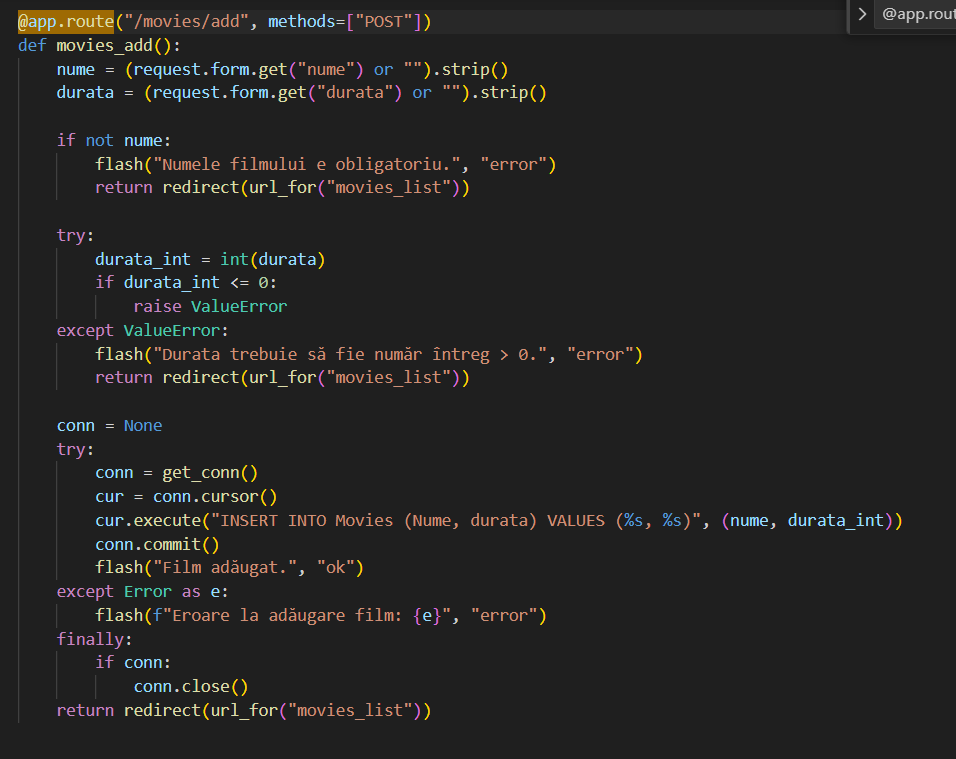 @app.route("/movies/add", methods=["POST"])
def movies_add():
    nume = (request.form.get("nume") or "").strip()
    durata = (request.form.get("durata") or "").strip()

    if not nume:
        flash("Numele filmului e obligatoriu.", "error")
        return redirect(url_for("movies_list"))

    try:
        durata_int = int(durata)
        if durata_int <= 0:
            raise ValueError
    except ValueError:
        flash("Durata trebuie să fie număr întreg > 0.", "error")
        return redirect(url_for("movies_list"))

    conn = None
    try:
        conn = get_conn()
        cur = conn.cursor()
        cur.execute("INSERT INTO Movies (Nume, durata) VALUES (%s, %s)", (nume, durata_int))
        conn.commit()
        flash("Film adăugat.", "ok")
    except Error as e:
        flash(f"Eroare la adăugare film: {e}", "error")
    finally:
        if conn:
            conn.close()
    return redirect(url_for("movies_list"))
@app.rout